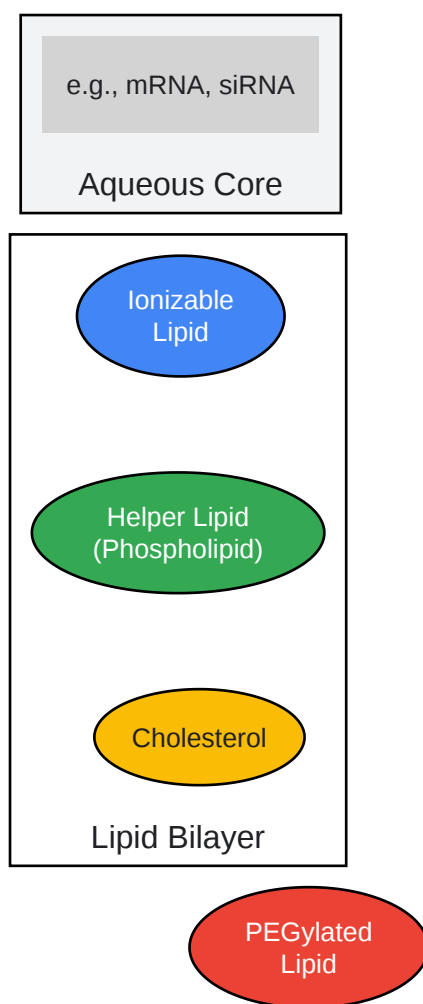 e.g., mRNA, siRNA
Aqueous Core
Ionizable
Lipid
Helper Lipid
(Phospholipid)
Cholesterol
Lipid Bilayer
PEGylated
Lipid